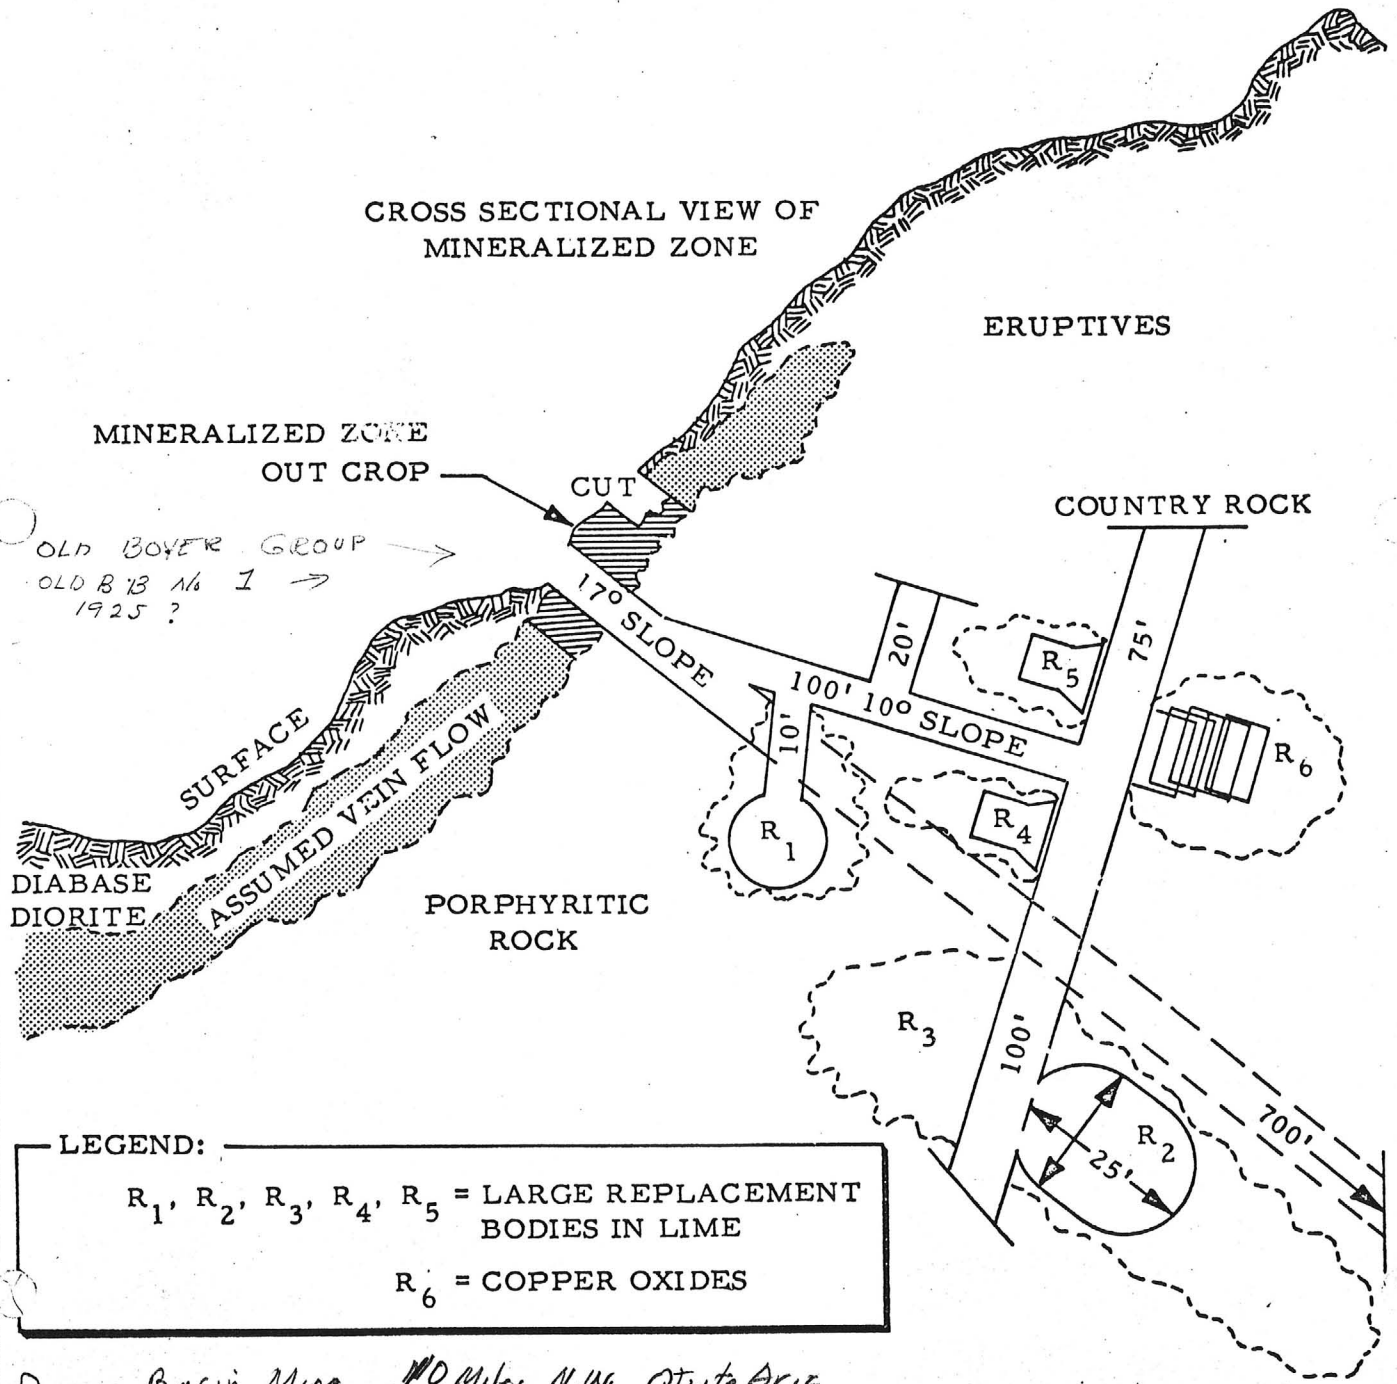 CROSS SECTIONAL VIEW OF
MINERALIZED ZONE
ERUPTIVES
MINERALIZED ZONE
OUT CROP
CUT
COUNTRY ROCK
OLD BOYER GROUP
OLD B B No 1
1925 ?
17° SLOPE
20'
75'
R5
100' 10° SLOPE
10'
R6
R4
R1
SURFACE
ASSUMED VEIN FLOW
DIABASE
DIORITE
PORPHYRITIC
ROCK
R3
100'
700'
R2
25'
LEGEND:
R1, R2, R3, R4, R5 = LARGE REPLACEMENT
BODIES IN LIME
R6 = COPPER OXIDES
Basin Mine Miles N.W.